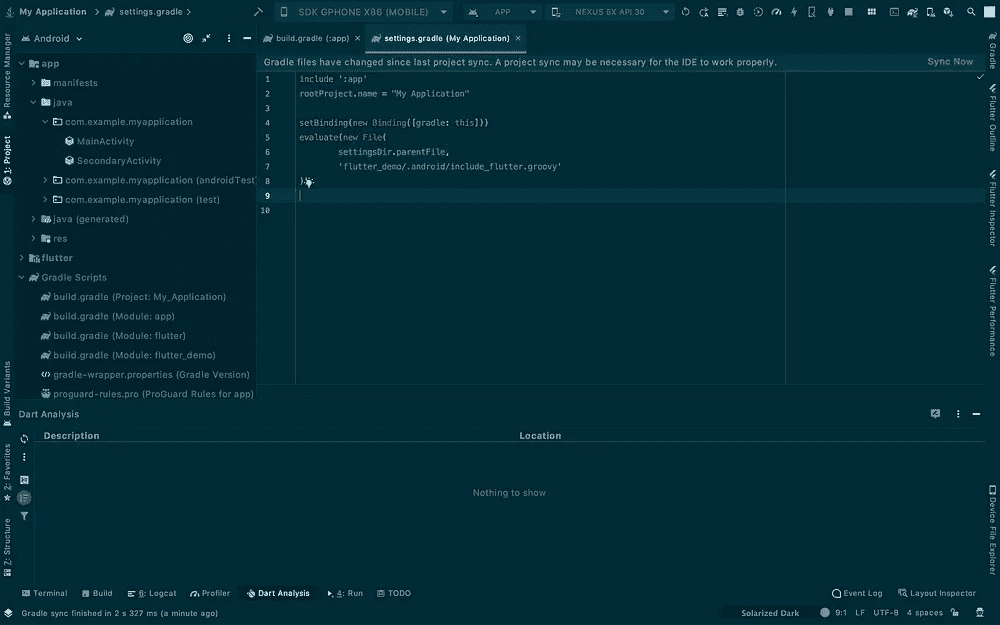 My Application
settings.gradle
SDK GPHONE X86 (MOBILE)
APP
NEXUS 5X API 30
Android
build.gradle (:app)
settings.gradle (My Application)
Gradle files have changed since last project sync. A project sync may be necessary for the IDE to work properly.
Sync Now
app
manifests
java
com.example.myapplication
MainActivity
SecondaryActivity
com.example.myapplication (androidTest)
com.example.myapplication (test)
java (generated)
res
flutter
Gradle Scripts
build.gradle (Project: My_Application)
build.gradle (Module: app)
build.gradle (Module: flutter)
build.gradle (Module: flutter_demo)
gradle-wrapper.properties (Gradle Version)
proguard-rules.pro (ProGuard Rules for app)
1 include ':app'
2 rootProject.name = "My Application"
3
4 setBinding(new Binding([gradle: this]))
5 evaluate(new File(
6 settingsDir.parentFile,
7 'flutter_demo/.android/include_flutter.groovy'
8 ))
9
10
Resource Manager
1: Project
Build Variants
2: Favorites
7: Structure
Gradle
Flutter Outline
Flutter Inspector
Flutter Performance
Device File Explorer
Dart Analysis
Description
Location
Nothing to show
Terminal
Build
6: Logcat
Profiler
Dart Analysis
4: Run
TODO
Event Log
Layout Inspector
Gradle sync finished in 2 s 327 ms (a minute ago)
Solarized Dark
9:1
LF
UTF-8
4 spaces